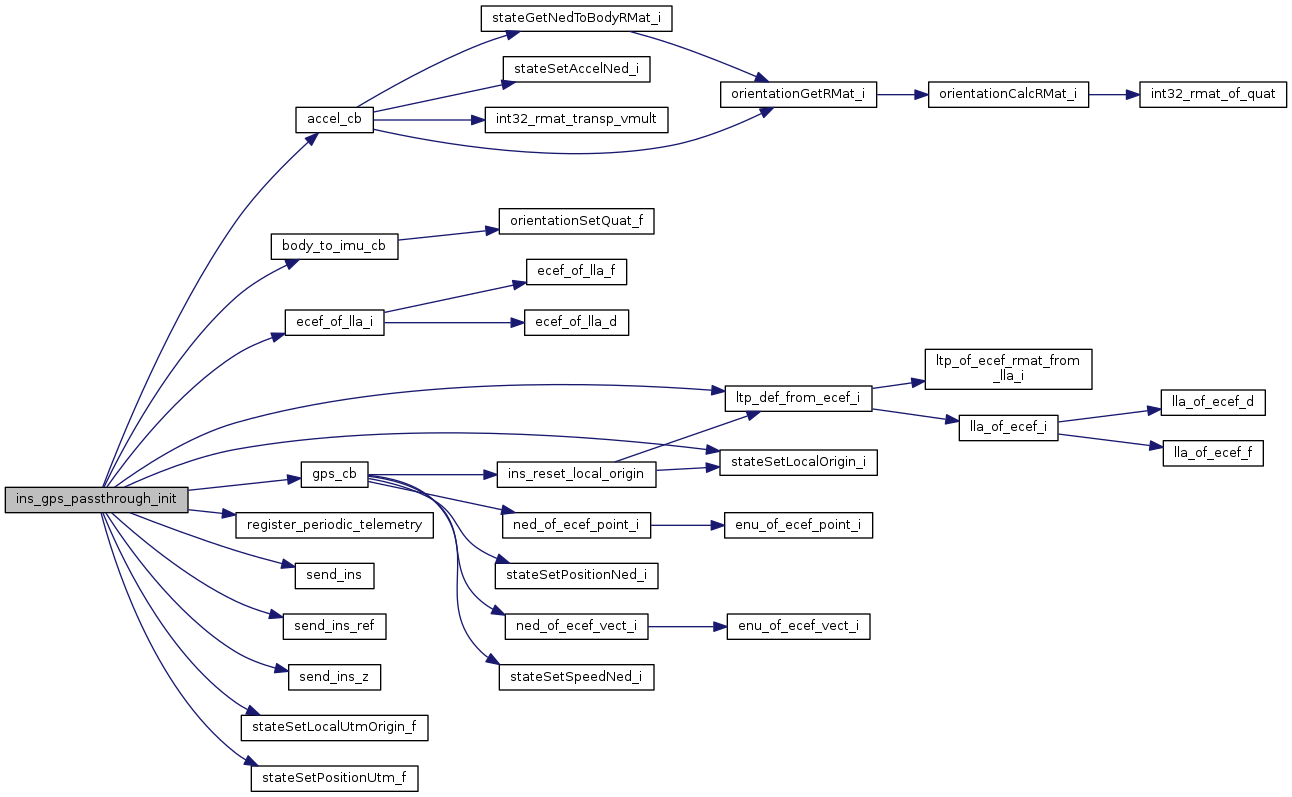 stateGetNedToBodyRMat_i
stateSetAccelNed_i
orientationGetRMat_i
orientationCalcRMat_i
int32_rmat_of_quat
accel_cb
int32_rmat_transp_vmult
orientationSetQuat_f
body_to_imu_cb
ecef_of_lla_f
ecef_of_lla_i
ecef_of_lla_d
ltp_of_ecef_rmat_from
_lla_i
ltp_def_from_ecef_i
lla_of_ecef_d
lla_of_ecef_i
lla_of_ecef_f
stateSetLocalOrigin_i
gps_cb
ins_reset_local_origin
ins_gps_passthrough_init
register_periodic_telemetry
ned_of_ecef_point_i
enu_of_ecef_point_i
send_ins
stateSetPositionNed_i
send_ins_ref
ned_of_ecef_vect_i
enu_of_ecef_vect_i
send_ins_z
stateSetSpeedNed_i
stateSetLocalUtmOrigin_f
stateSetPositionUtm_f